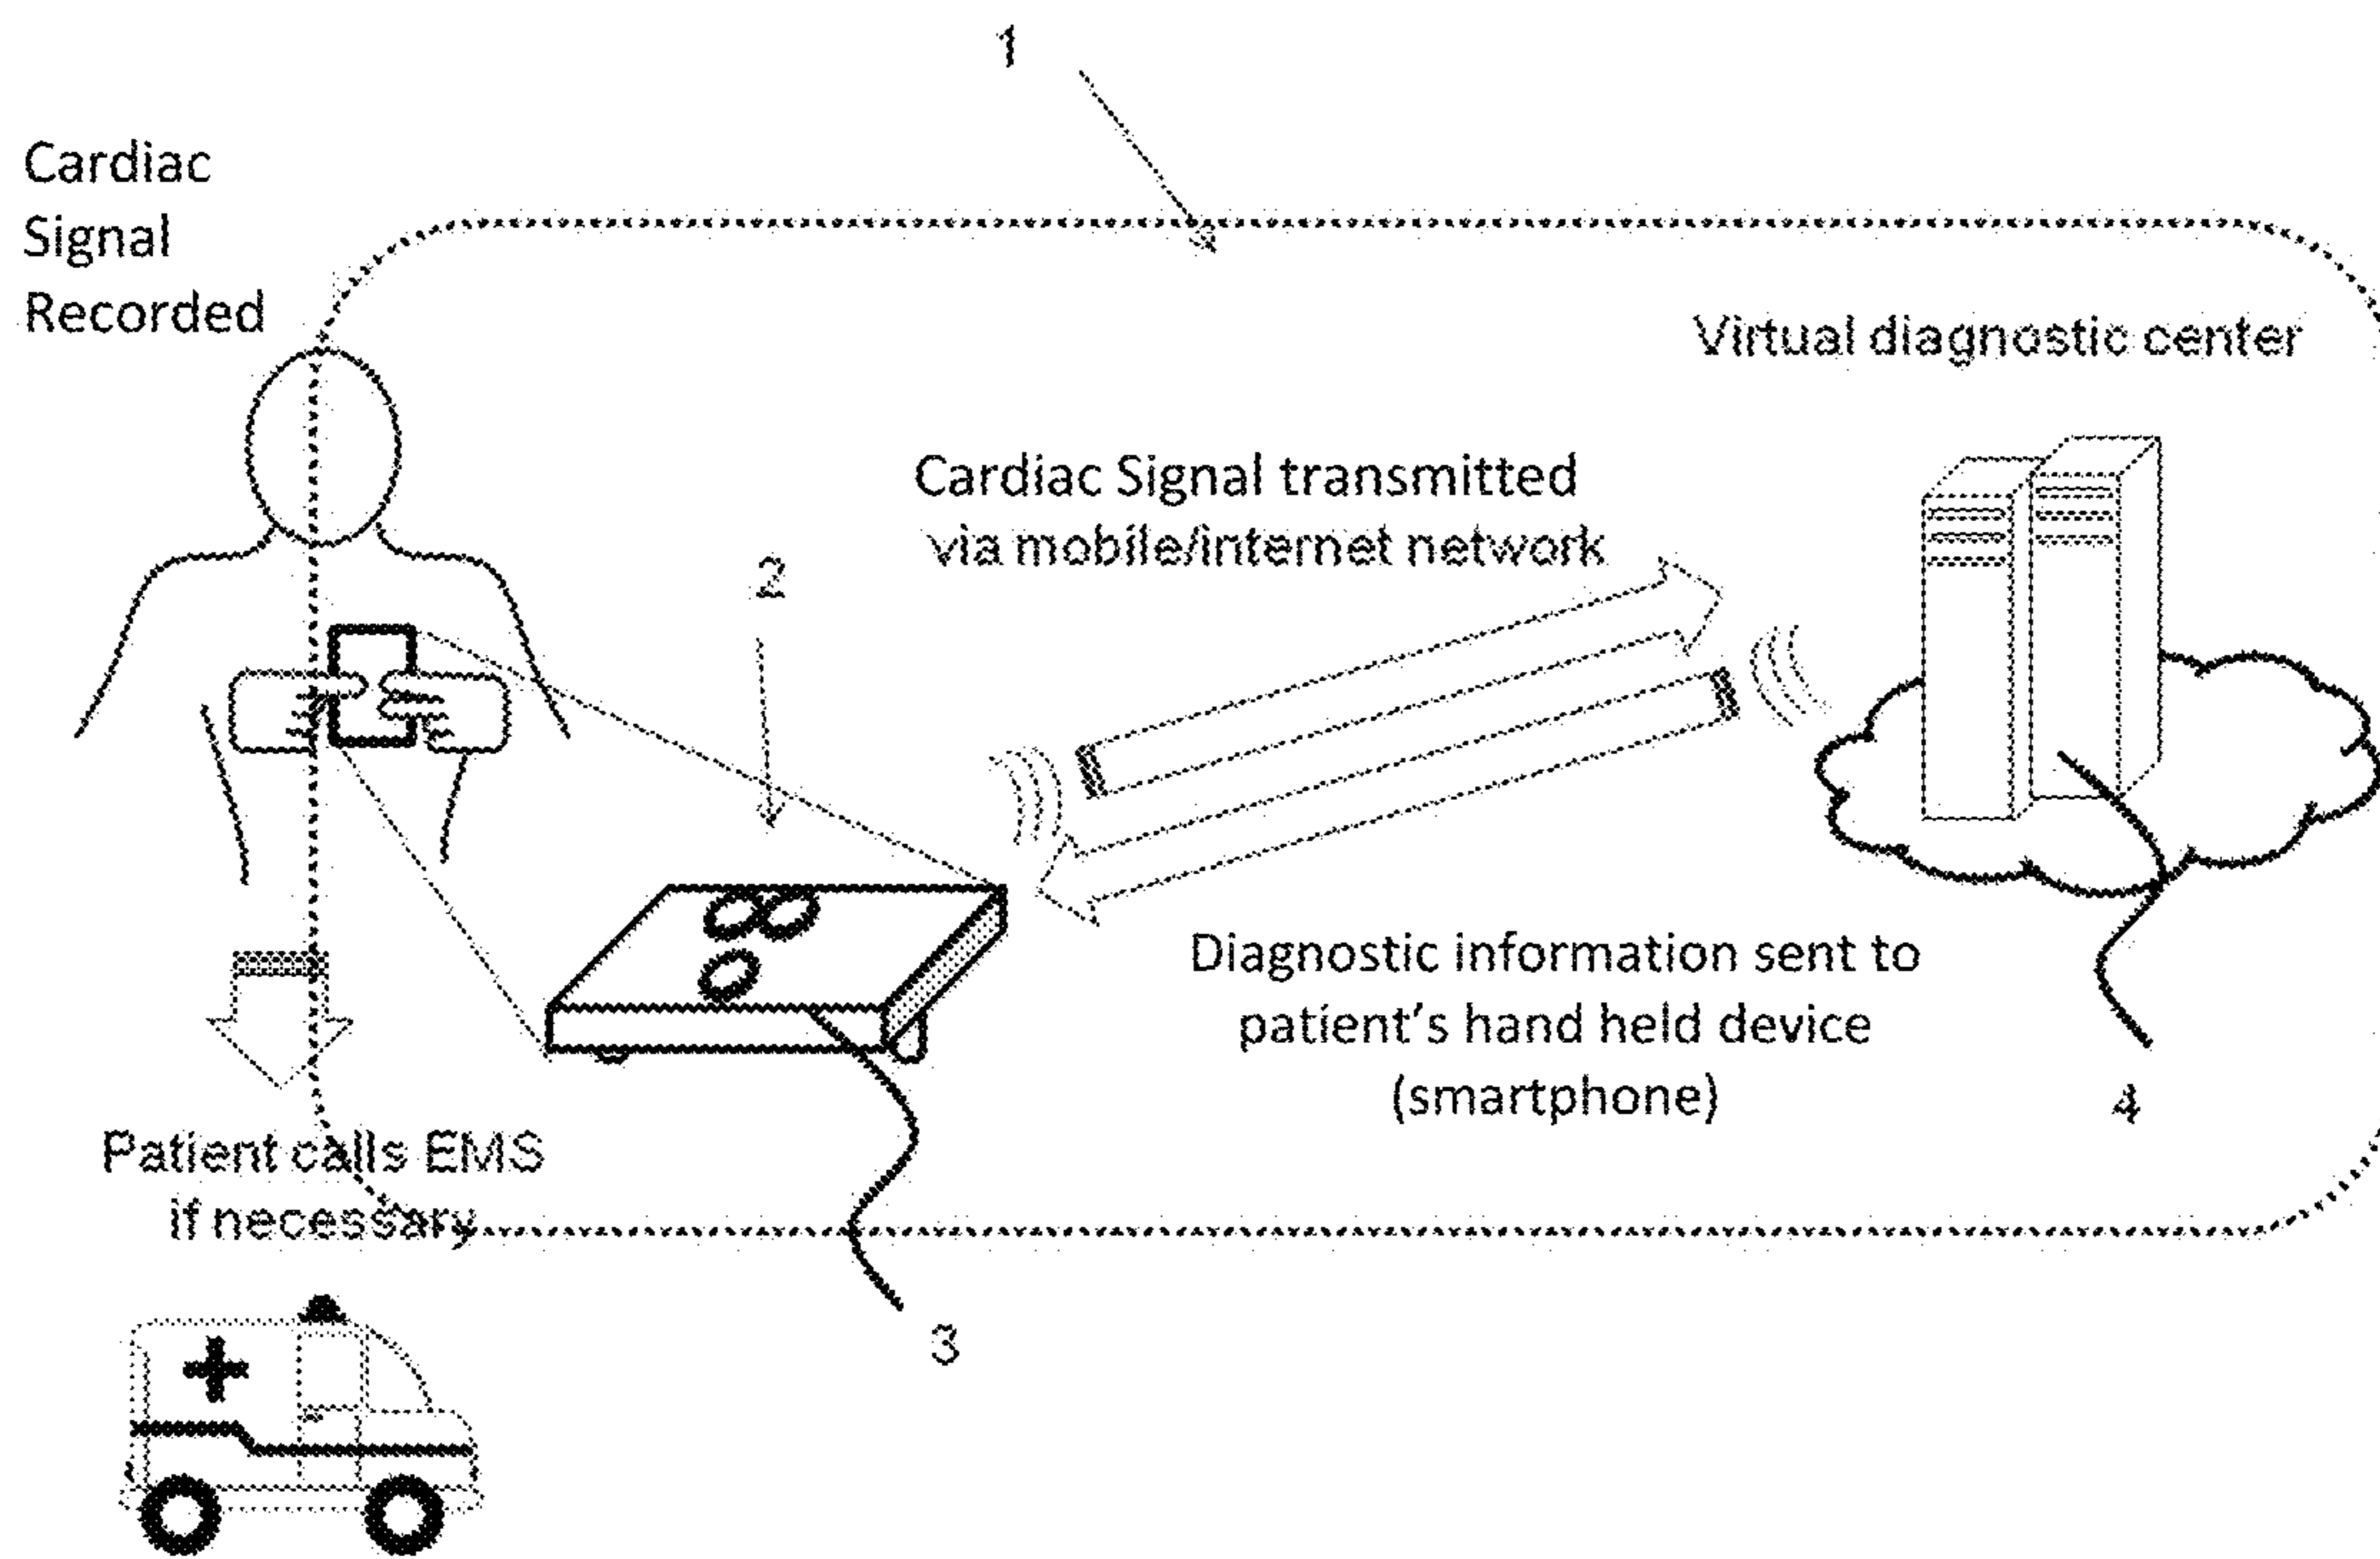 1
Cardiac
Signal
Recorded
Virtual diagnostic center
Cardiac Signal transmitted
via mobile/internet network
2
Diagnostic information sent to
patient's hand held device
(smartphone)
4
Patient calls EMS
if necessary
3